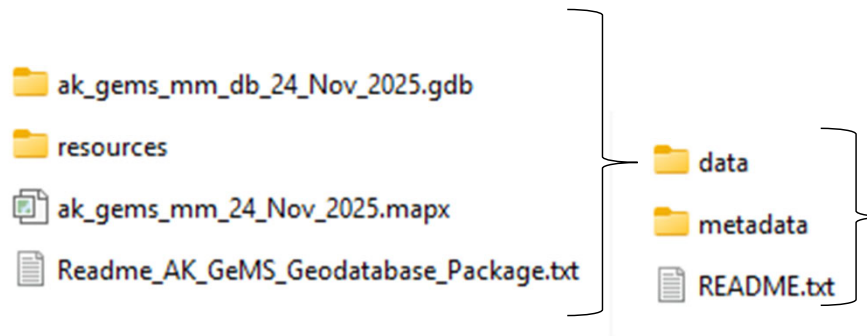 ak_gems_mm_db_24_Nov_2025.gdb
resources
ak_gems_mm_24_Nov_2025.mapx
Readme_AK_GeMS_Geodatabase_Package.txt
data
metadata
README.txt